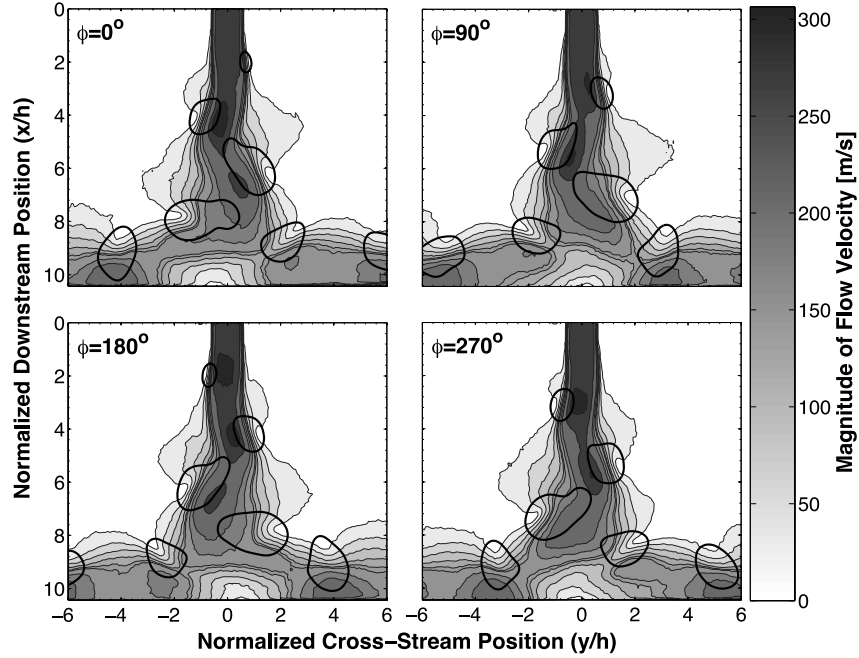 ϕ=0°
ϕ=90°
0
2
4
6
8
10
ϕ=180°
ϕ=270°
0
2
4
6
8
10
−6 −4 −2 0 2 4 6
−6 −4 −2 0 2 4 6
Normalized Downstream Position (x/h)
Normalized Cross−Stream Position (y/h)
300
250
200
150
100
50
0
Magnitude of Flow Velocity [m/s]